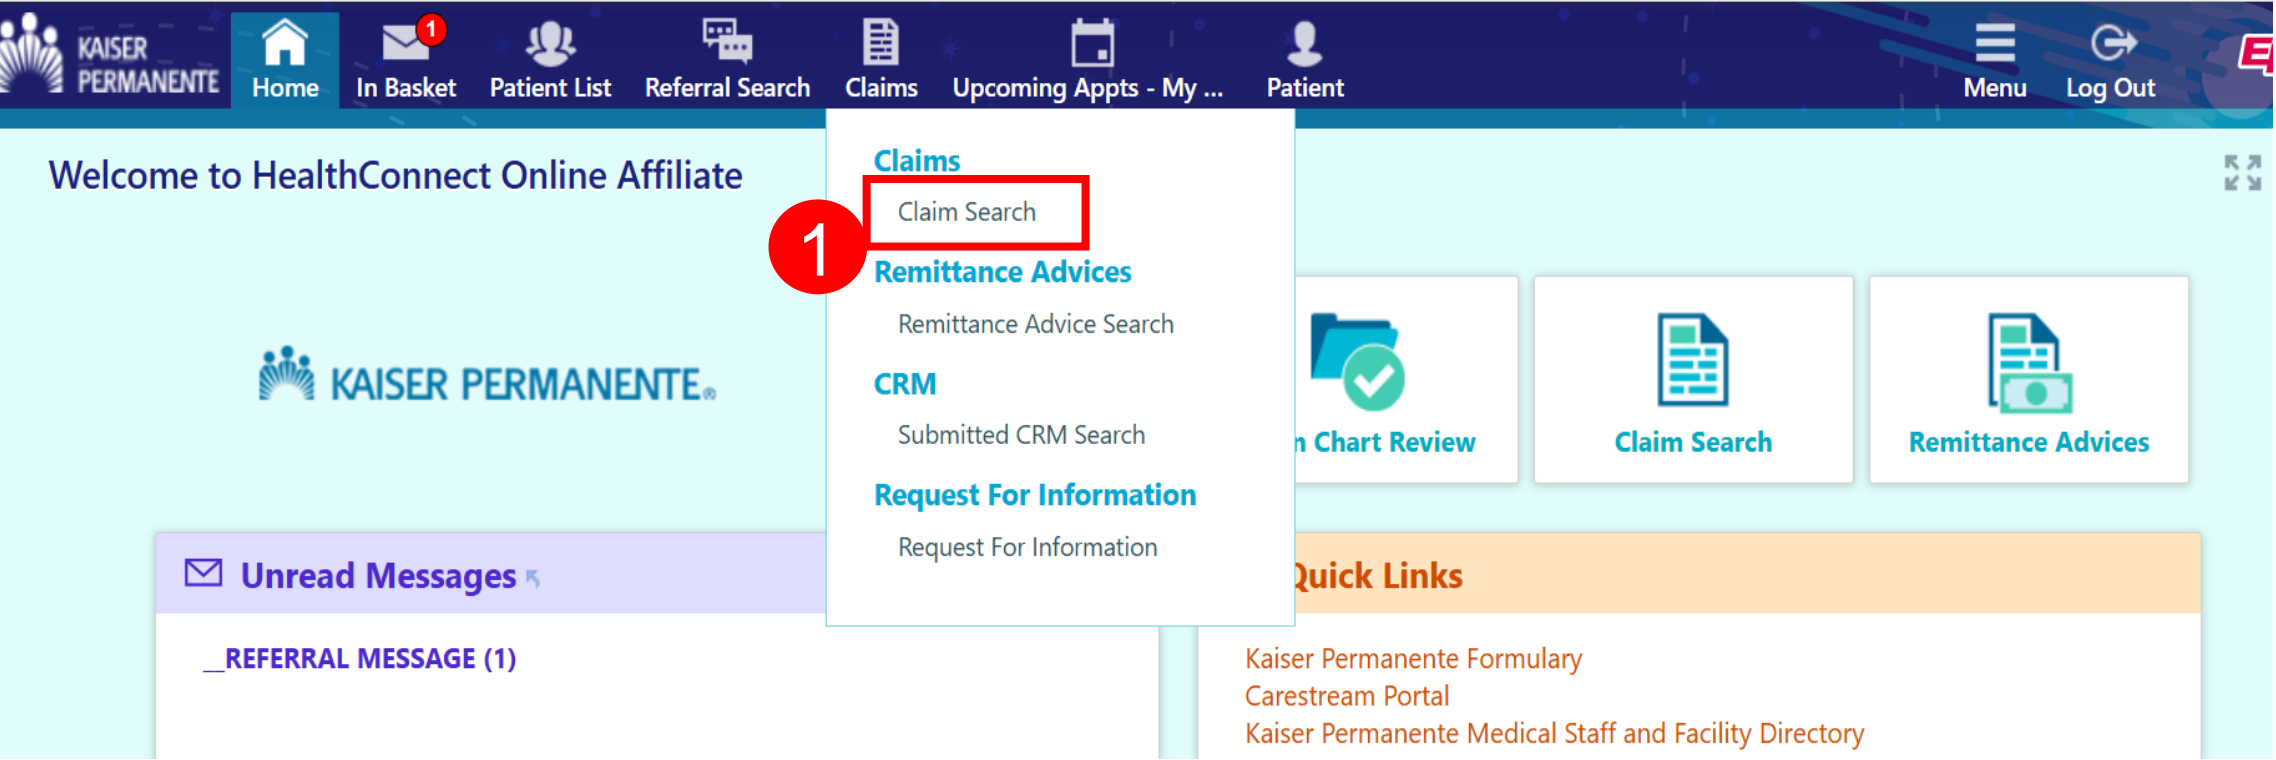 KAISER
PERMANENTE
Home
1
In Basket
Patient List
Referral Search
Claims
Upcoming Appts - My ...
Patient
Menu
Log Out
Welcome to HealthConnect Online Affiliate
Claims
1
Claim Search
Remittance Advices
Remittance Advice Search
CRM
Submitted CRM Search
Request For Information
Request For Information
KAISER PERMANENTE®
Chart Review
Claim Search
Remittance Advices
Unread Messages
Quick Links
__REFERRAL MESSAGE (1)
Kaiser Permanente Formulary
Carestream Portal
Kaiser Permanente Medical Staff and Facility Directory